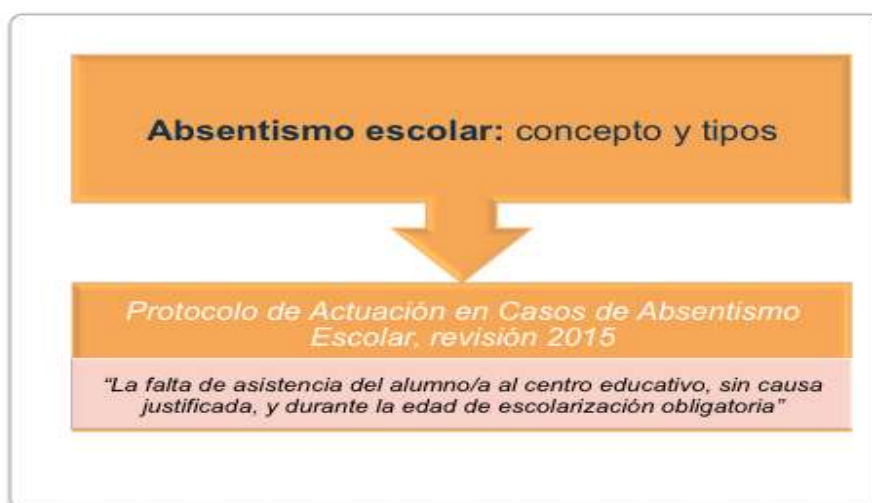 Absentismo escolar: concepto y tipos
Protocolo de Actuación en Casos de Absentismo
Escolar, revisión 2015
“La falta de asistencia del alumno/a al centro educativo, sin causa
justificada, y durante la edad de escolarización obligatoria”